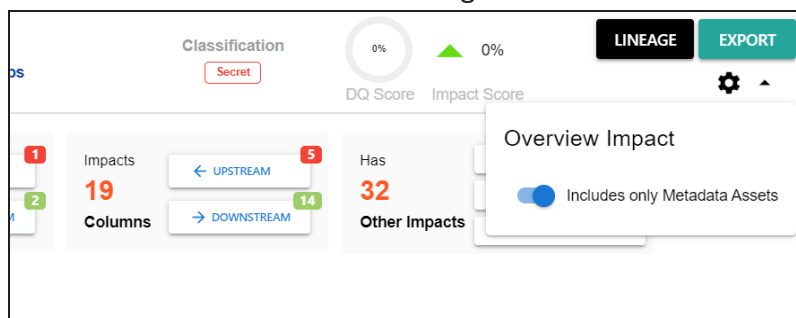 Classification
Secret
0%
DQ Score
0%
Impact Score
LINEAGE
EXPORT
Overview Impact
Includes only Metadata Assets
1
2
Impacts
19
Columns
UPSTREAM
5
DOWNSTREAM
14
Has
32
Other Impacts